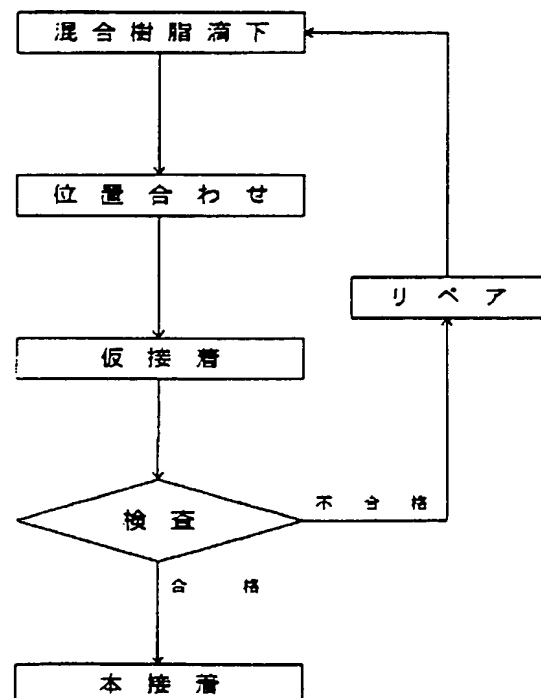 混合樹脂滴下
位置合わせ
リペア
仮接着
検査
不合格
合格
本接着